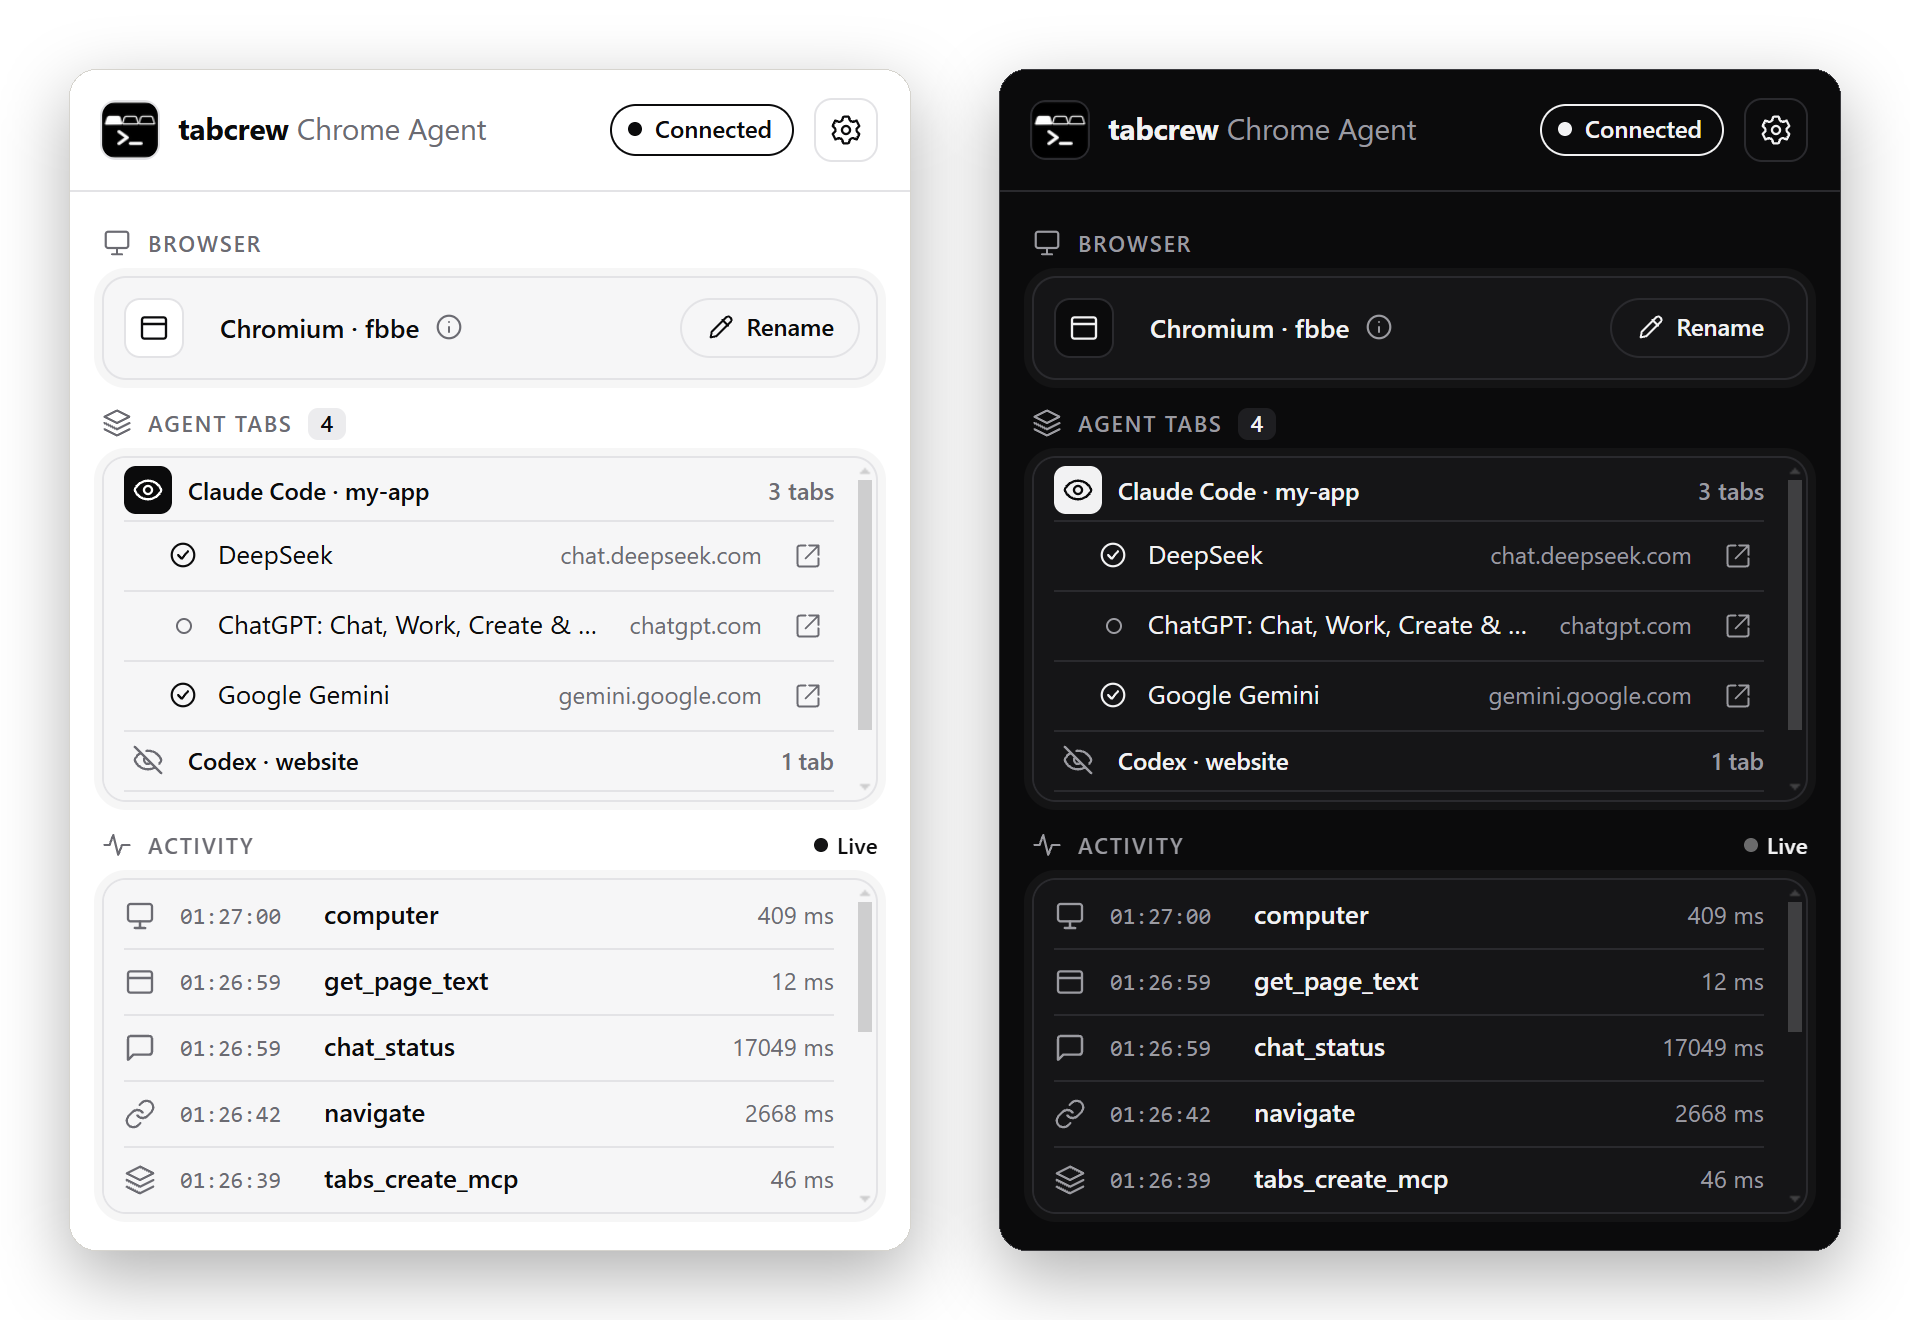 tabcrew Chrome Agent
Connected
BROWSER
Chromium · fbbe
Rename
AGENT TABS 4
Claude Code · my-app 3 tabs
DeepSeek chat.deepseek.com
ChatGPT: Chat, Work, Create & ... chatgpt.com
Google Gemini gemini.google.com
Codex · website 1 tab
ACTIVITY Live
01:27:00 computer 409 ms
01:26:59 get_page_text 12 ms
01:26:59 chat_status 17049 ms
01:26:42 navigate 2668 ms
01:26:39 tabs_create_mcp 46 ms
tabcrew Chrome Agent
Connected
BROWSER
Chromium · fbbe
Rename
AGENT TABS 4
Claude Code · my-app 3 tabs
DeepSeek chat.deepseek.com
ChatGPT: Chat, Work, Create & ... chatgpt.com
Google Gemini gemini.google.com
Codex · website 1 tab
ACTIVITY Live
01:27:00 computer 409 ms
01:26:59 get_page_text 12 ms
01:26:59 chat_status 17049 ms
01:26:42 navigate 2668 ms
01:26:39 tabs_create_mcp 46 ms